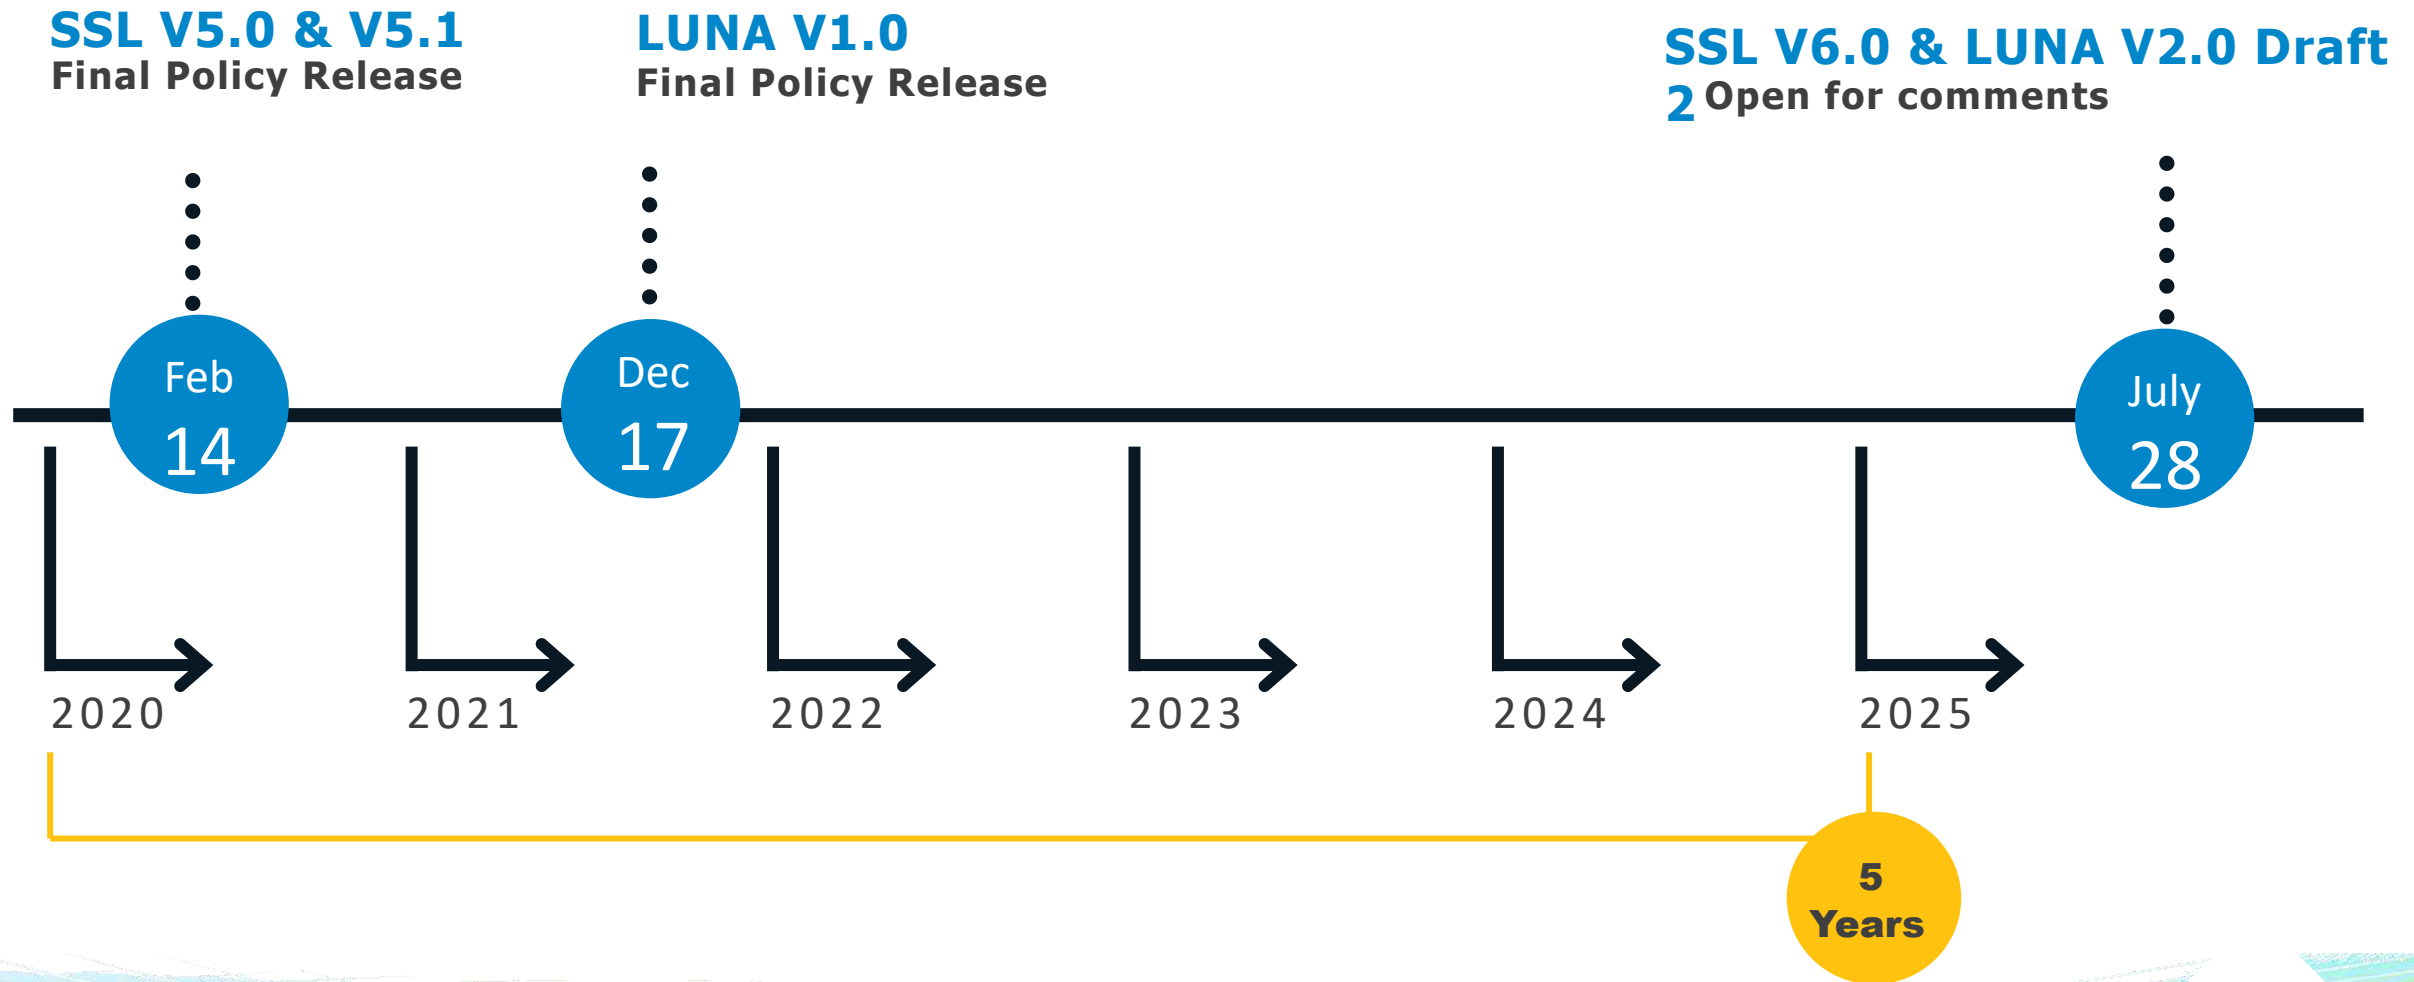 SSL V5.0 & V5.1
Final Policy Release
LUNA V1.0
Final Policy Release
SSL V6.0 & LUNA V2.0 Draft
2 Open for comments
Feb
14
Dec
17
July
28
2020
2021
2022
2023
2024
2025
5
Years